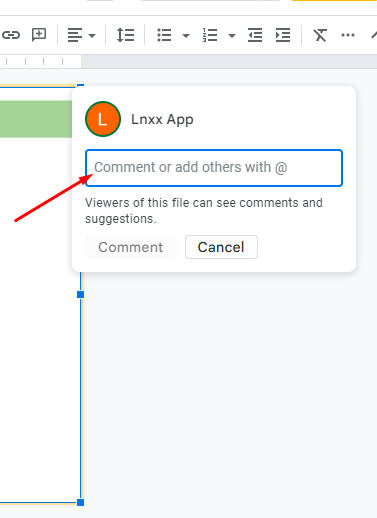 L Lnxx App
Comment or add others with @
Viewers of this file can see comments and
suggestions.
Comment Cancel